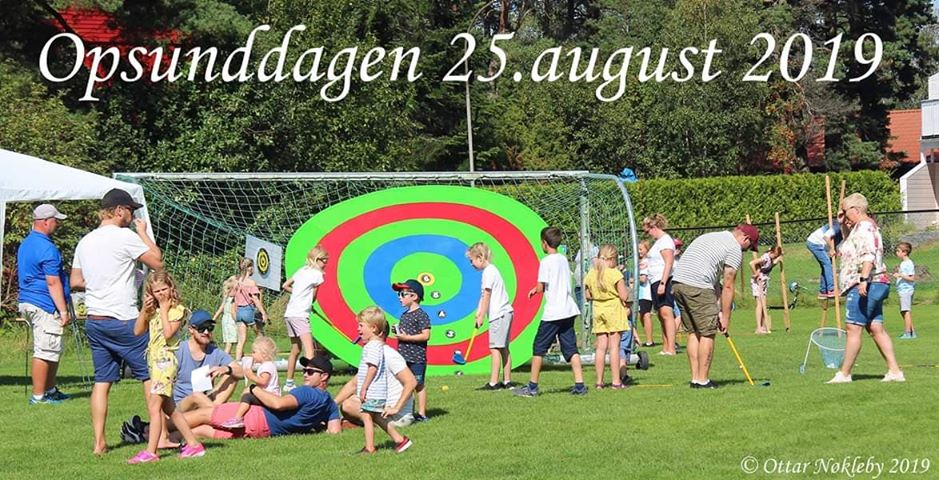 Opsunddagen 25.august 2019
© Ottar Nøkleby 2019